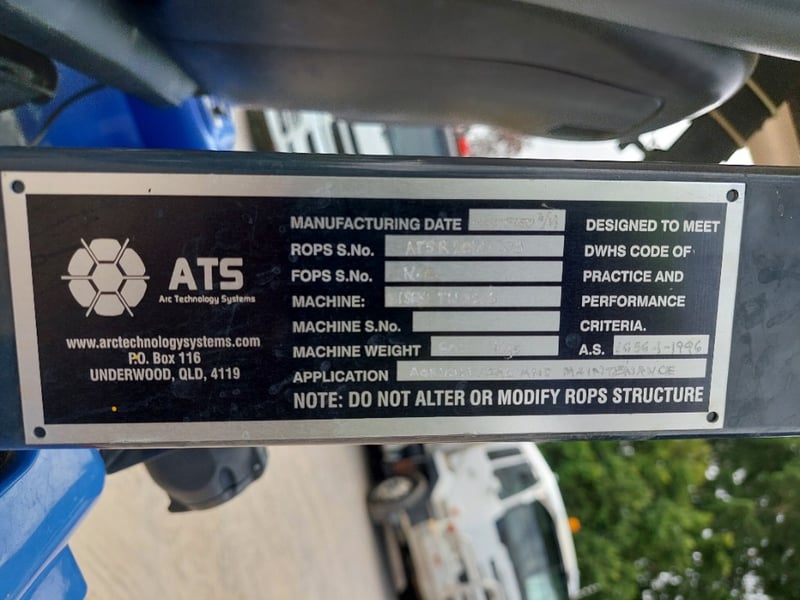 ATS
Arc Technology Systems
www.arctechnologysystems.com
P.O. Box 116
UNDERWOOD, QLD, 4119
MANUFACTURING DATE
ROPS S.No.
FOPS S.No.
MACHINE:
MACHINE S.No.
MACHINE WEIGHT
APPLICATION AND MAINTENANCE
NOTE: DO NOT ALTER OR MODIFY ROPS STRUCTURE
DESIGNED TO MEET
DWHS CODE OF
PRACTICE AND
PERFORMANCE
CRITERIA.
A.S.